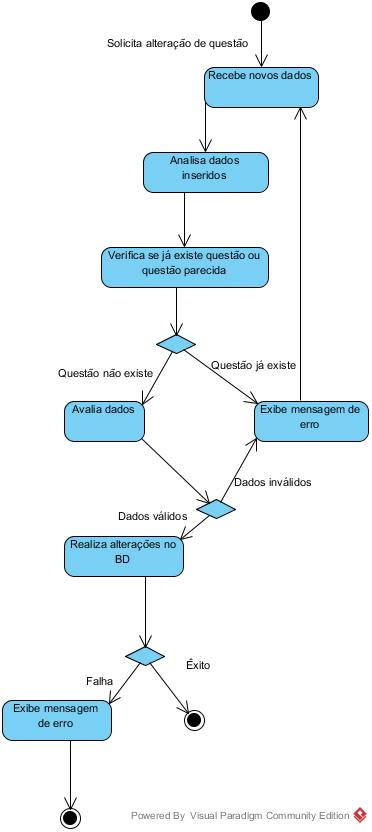 Solicita alteração de questão
Recebe novos dados
Analisa dados
inseridos
Verifica se já existe questão ou
questão parecida
Questão não existe
Questão já existe
Avalia dados
Exibe mensagem de
erro
Dados inválidos
Dados válidos
Realiza alterações no
BD
Êxito
Falha
Exibe mensagem
de erro
Powered By Visual Paradigm Community Edition